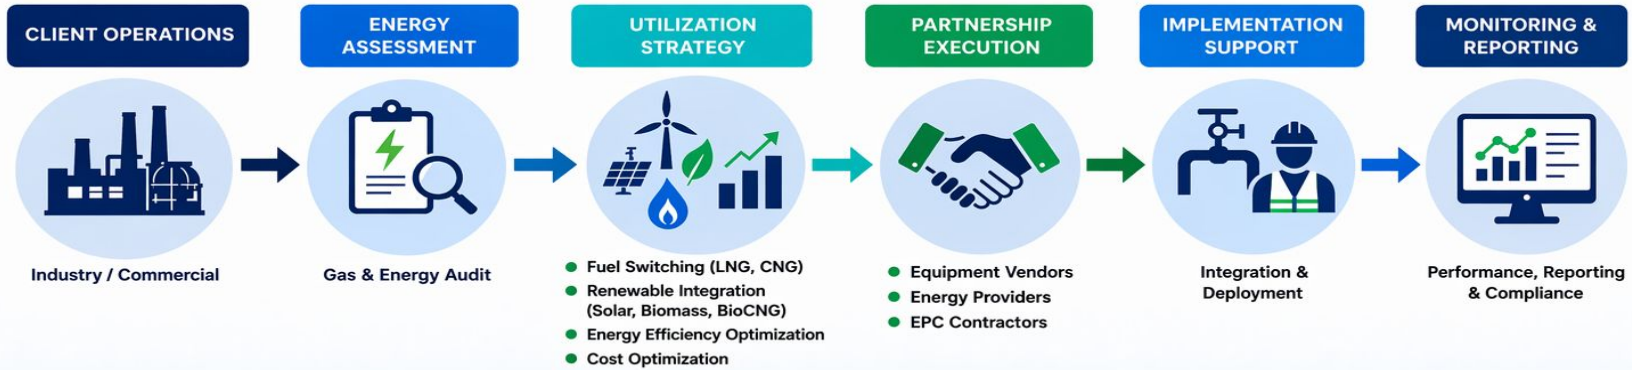 CLIENT OPERATIONS
Industry / Commercial
ENERGY
ASSESSMENT
Gas & Energy Audit
UTILIZATION
STRATEGY
Fuel Switching (LNG, CNG)
Renewable Integration
(Solar, Biomass, BioCNG)
Energy Efficiency Optimization
Cost Optimization
PARTNERSHIP
EXECUTION
Equipment Vendors
Energy Providers
EPC Contractors
IMPLEMENTATION
SUPPORT
Integration &
Deployment
MONITORING &
REPORTING
Performance, Reporting
& Compliance